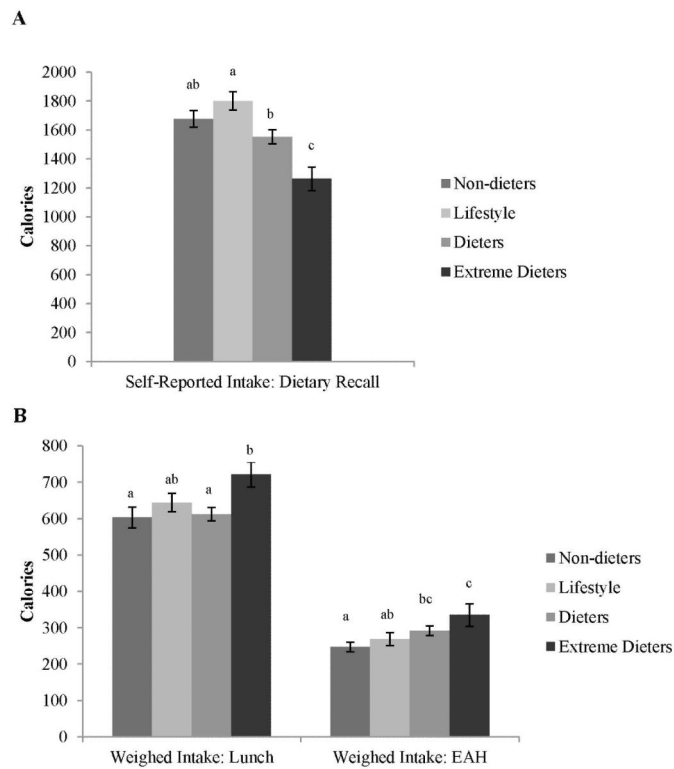 A
2000
1800
1600
1400
1200
1000
800
600
400
200
0
Calories
ab
a
b
c
Non-dieters
Lifestyle
Dieters
Extreme Dieters
Self-Reported Intake: Dietary Recall
B
800
700
600
500
400
300
200
100
0
Calories
a
ab
a
b
a
ab
bc
c
Non-dieters
Lifestyle
Dieters
Extreme Dieters
Weighed Intake: Lunch
Weighed Intake: EAH